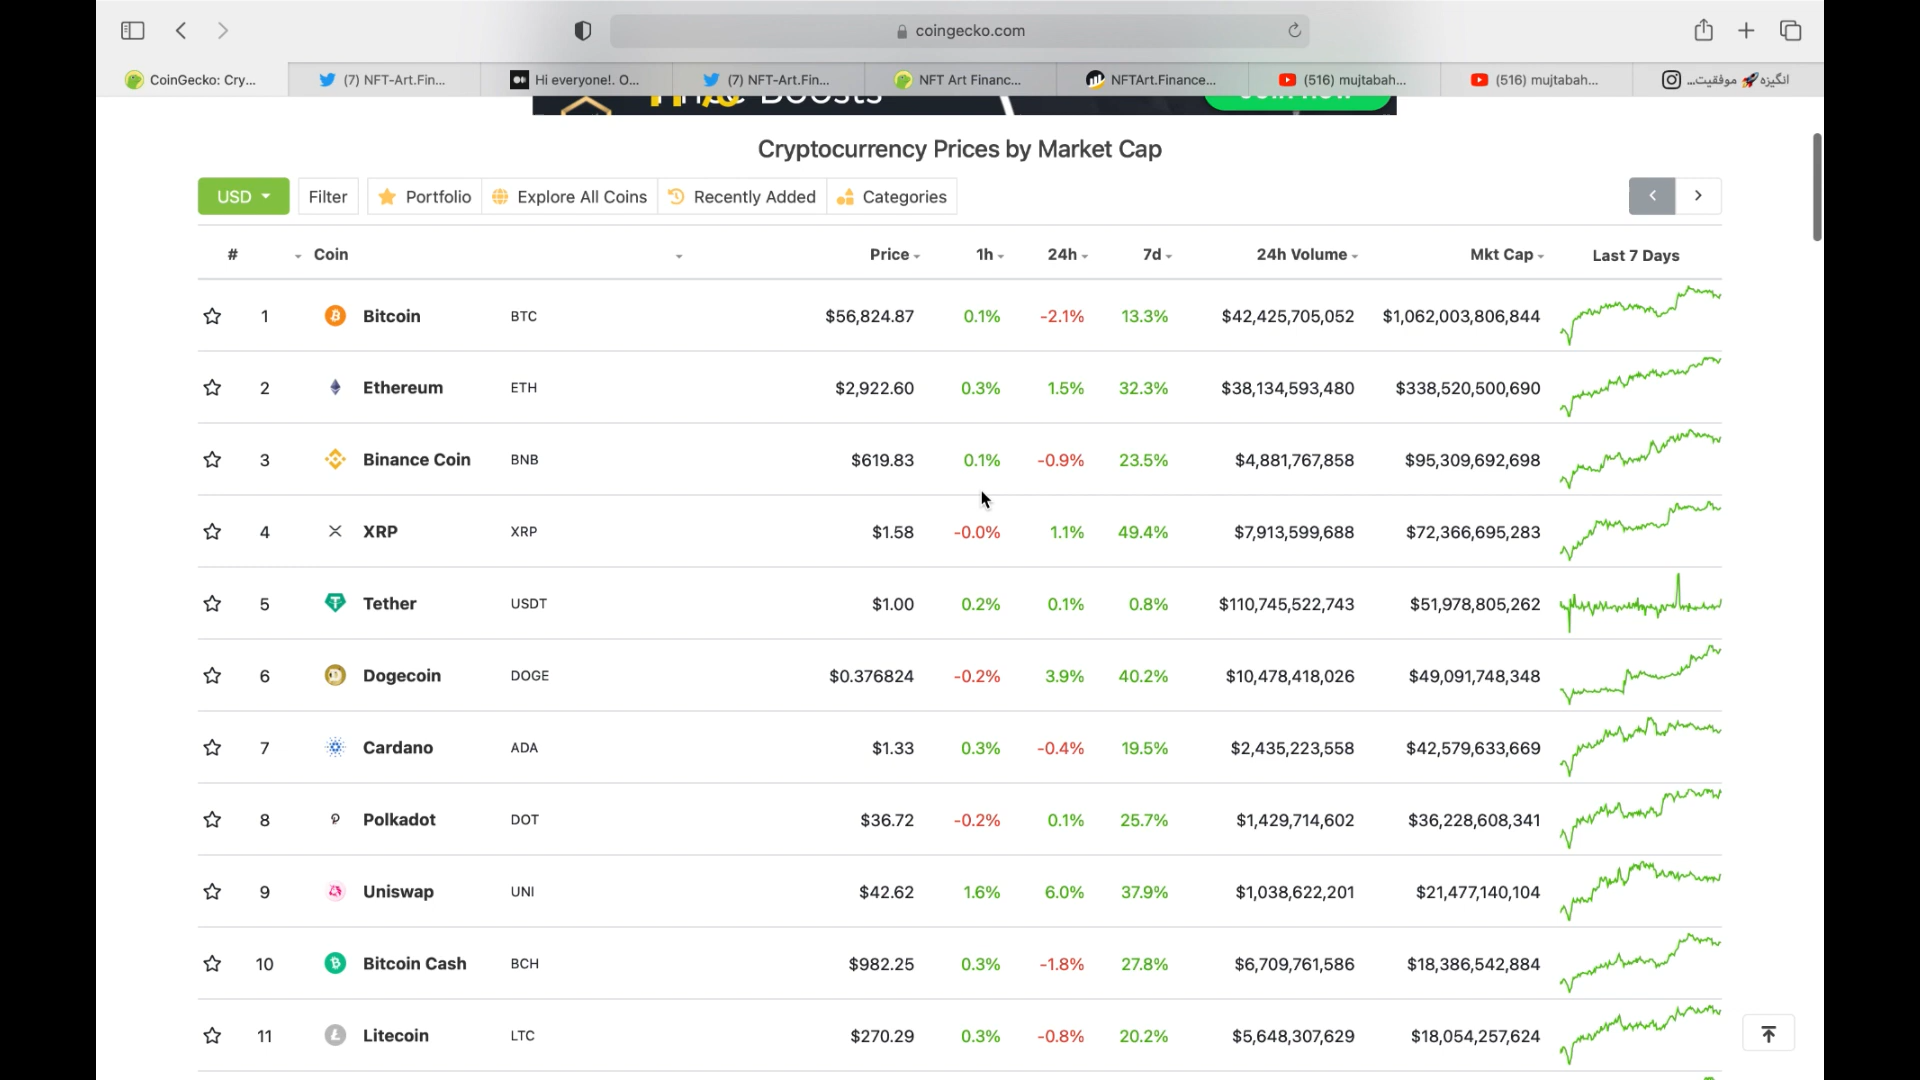 coingecko.com
CoinGecko: Cry...
(7) NFT-Art.Fin...
Hi everyone!. O...
(7) NFT-Art.Fin...
NFT Art Financ...
NFTArt.Finance...
(516) mujtabah...
(516) mujtabah...
انگیزه🚀 موفقیت...
Cryptocurrency Prices by Market Cap
USD Filter Portfolio Explore All Coins Recently Added Categories
# Coin Price 1h 24h 7d 24h Volume Mkt Cap Last 7 Days
1 Bitcoin BTC $56,824.87 0.1% -2.1% 13.3% $42,425,705,052 $1,062,003,806,844
2 Ethereum ETH $2,922.60 0.3% 1.5% 32.3% $38,134,593,480 $338,520,500,690
3 Binance Coin BNB $619.83 0.1% -0.9% 23.5% $4,881,767,858 $95,309,692,698
4 XRP XRP $1.58 -0.0% 1.1% 49.4% $7,913,599,688 $72,366,695,283
5 Tether USDT $1.00 0.2% 0.1% 0.8% $110,745,522,743 $51,978,805,262
6 Dogecoin DOGE $0.376824 -0.2% 3.9% 40.2% $10,478,418,026 $49,091,748,348
7 Cardano ADA $1.33 0.3% -0.4% 19.5% $2,435,223,558 $42,579,633,669
8 Polkadot DOT $36.72 -0.2% 0.1% 25.7% $1,429,714,602 $36,228,608,341
9 Uniswap UNI $42.62 1.6% 6.0% 37.9% $1,038,622,201 $21,477,140,104
10 Bitcoin Cash BCH $982.25 0.3% -1.8% 27.8% $6,709,761,586 $18,386,542,884
11 Litecoin LTC $270.29 0.3% -0.8% 20.2% $5,648,307,629 $18,054,257,624